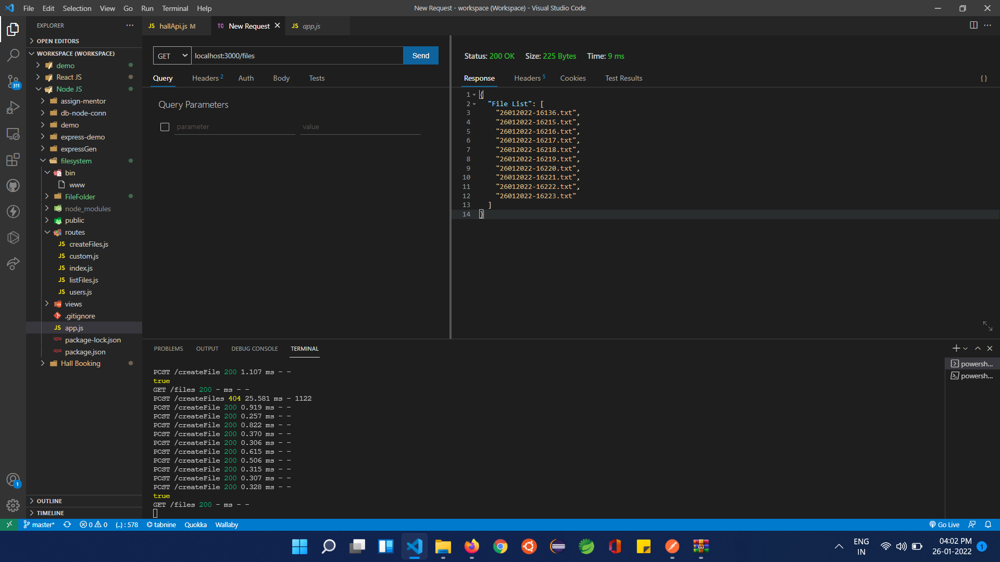 File Edit Selection View Go Run Terminal Help
New Request - workspace (Workspace) - Visual Studio Code
EXPLORER
OPEN EDITORS
WORKSPACE (WORKSPACE)
demo
React JS
Node JS
assign-mentor
db-node-conn
demo
express-demo
expressGen
filesystem
bin
www
FileFolder
node_modules
public
routes
JS createFiles.js
JS custom.js
JS index.js
JS listFiles.js
JS users.js
views
.gitignore
JS app.js
package-lock.json
package.json
Hall Booking
OUTLINE
TIMELINE
311
1
JS hallApi.js M
TC New Request
JS app.js
GET localhost:3000/files Send
Query Headers 2 Auth Body Tests
Query Parameters
parameter value
Status: 200 OK Size: 225 Bytes Time: 9 ms
Response Headers 5 Cookies Test Results { }
1 {
2 "File List": [
3 "26012022-16136.txt",
4 "26012022-16215.txt",
5 "26012022-16216.txt",
6 "26012022-16217.txt",
7 "26012022-16218.txt",
8 "26012022-16219.txt",
9 "26012022-16220.txt",
10 "26012022-16221.txt",
11 "26012022-16222.txt",
12 "26012022-16223.txt"
13 ]
14 }
PROBLEMS OUTPUT DEBUG CONSOLE TERMINAL
powersh...
powersh...
POST /createFile 200 1.107 ms - -
true
GET /files 200 - ms - -
POST /createFiles 404 25.581 ms - 1122
POST /createFile 200 0.919 ms - -
POST /createFile 200 0.257 ms - -
POST /createFile 200 0.822 ms - -
POST /createFile 200 0.370 ms - -
POST /createFile 200 0.306 ms - -
POST /createFile 200 0.615 ms - -
POST /createFile 200 0.506 ms - -
POST /createFile 200 0.315 ms - -
POST /createFile 200 0.307 ms - -
POST /createFile 200 0.328 ms - -
true
GET /files 200 - ms - -
master* 0 0 {..} : 578 tabnine Quokka Wallaby Go Live
ENG
IN
04:02 PM
26-01-2022
1